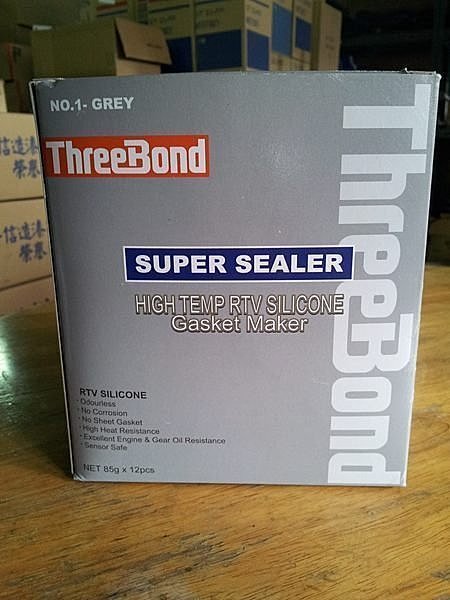 NO.1- GREY
ThreeBond
ThreeBond
SUPER SEALER
HIGH TEMP RTV SILICONE
Gasket Maker
RTV SILICONE
· Odourless
· No Corrosion
· No Sheet Gasket
· High Heat Resistance
· Excellent Engine & Gear Oil Resistance
· Sensor Safe
NET 85g x 12pcs